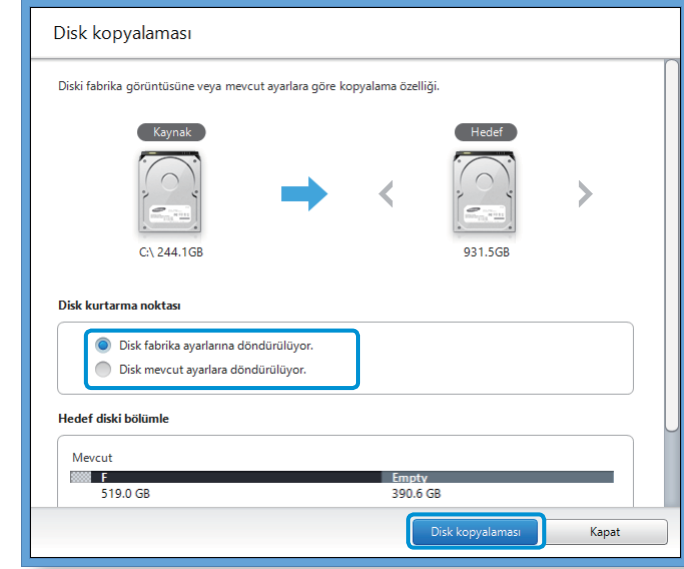 Disk kopyalaması
Diski fabrika görüntüsüne veya mevcut ayarlara göre kopyalama özelliği.
Kaynak
Hedef
C:\ 244.1GB
931.5GB
Disk kurtarma noktası
Disk fabrika ayarlarına döndürülüyor.
Disk mevcut ayarlara döndürülüyor.
Hedef diski bölümle
Mevcut
F
Empty
519.0 GB
390.6 GB
Disk kopyalaması
Kapat